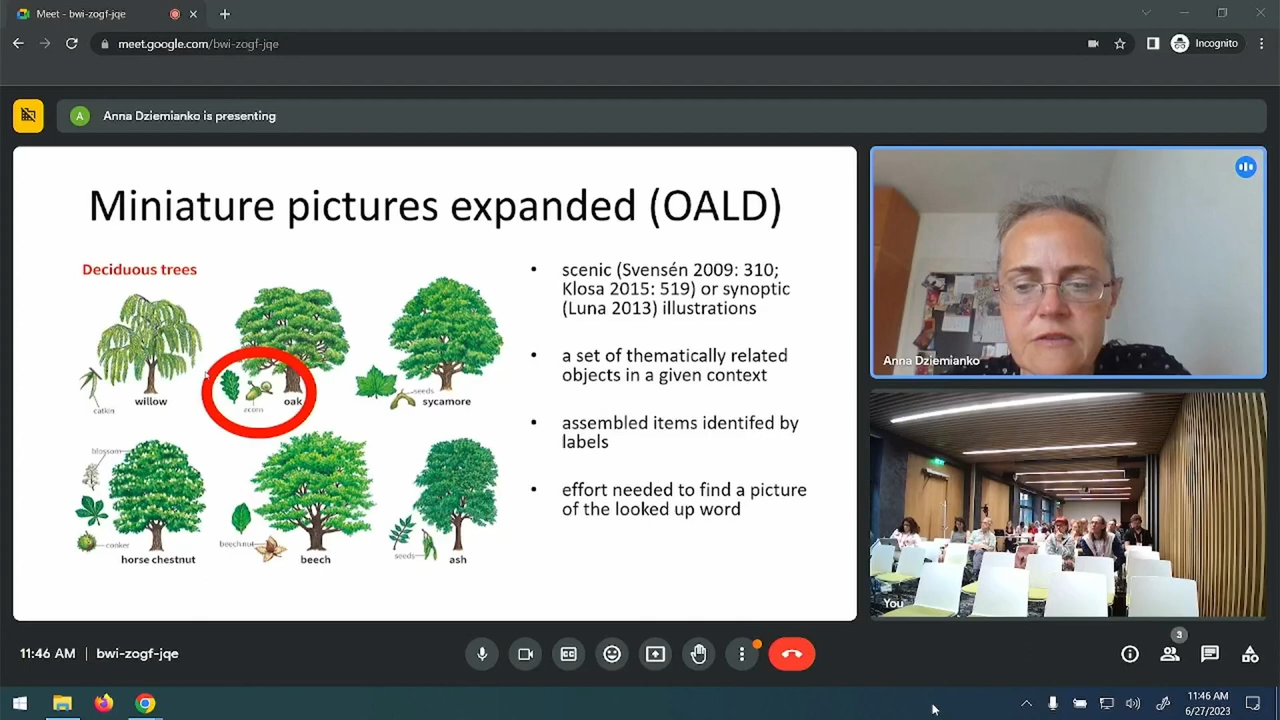 Meet - bwi-zogf-jqe
meet.google.com/bwi-zogf-jqe
Incognito
A
Anna Dziemianko is presenting
Miniature pictures expanded (OALD)
Deciduous trees
catkin
willow
acorn
oak
seeds
sycamore
blossom
conker
horse chestnut
beechnut
beech
seeds
ash
• scenic (Svensén 2009: 310;
Klosa 2015: 519) or synoptic
(Luna 2013) illustrations
• a set of thematically related
objects in a given context
• assembled items identifed by
labels
• effort needed to find a picture
of the looked up word
Anna Dziemianko
You
11:46 AM | bwi-zogf-jqe
3
11:46 AM
6/27/2023